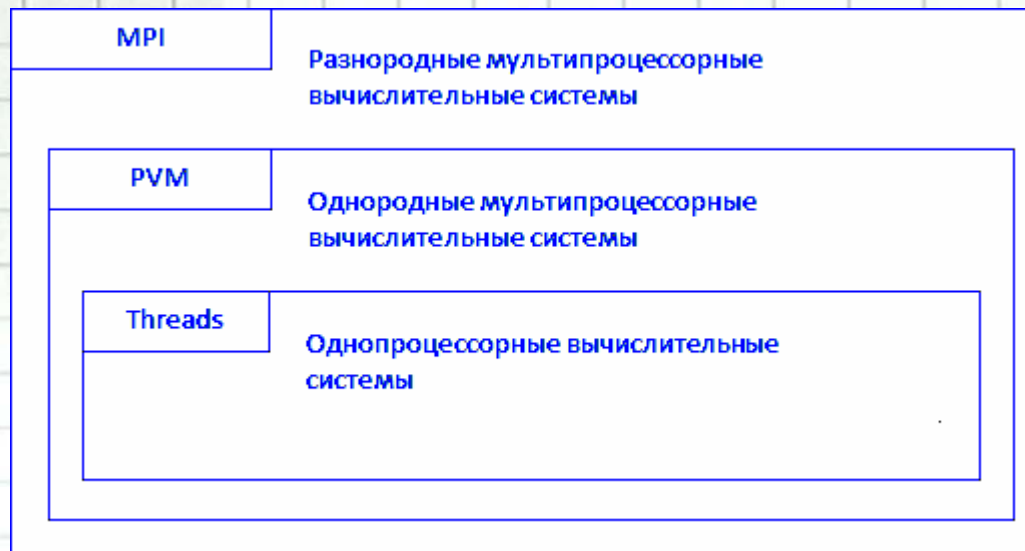 MPI
Разнородные мультипроцессорные
вычислительные системы
PVM
Однородные мультипроцессорные
вычислительные системы
Threads
Однопроцессорные вычислительные
системы